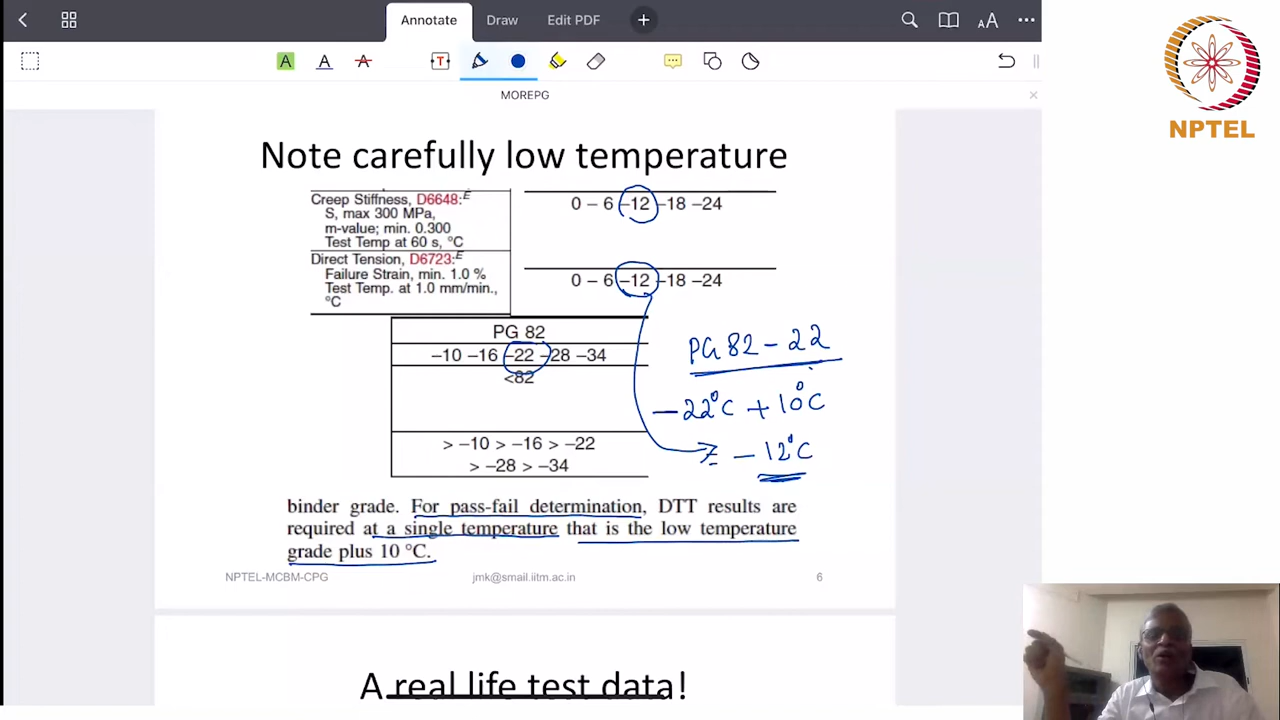 Annotate Draw Edit PDF
MOREPG
NPTEL
Note carefully low temperature
Creep Stiffness, D6648:E
S, max 300 MPa,
m-value; min. 0.300
Test Temp at 60 s, °C
0 – 6 –12 –18 –24
Direct Tension, D6723:E
Failure Strain, min. 1.0 %
Test Temp. at 1.0 mm/min.,
°C
0 – 6 –12 –18 –24
PG 82
–10 –16 –22 –28 –34
<82
> –10 > –16 > –22
> –28 > –34
PG 82 – 22
– 22°C + 10°C
= – 12°C
binder grade. For pass-fail determination, DTT results are
required at a single temperature that is the low temperature
grade plus 10 °C.
NPTEL-MCBM-CPG jmk@smail.iitm.ac.in 6
A real life test data!